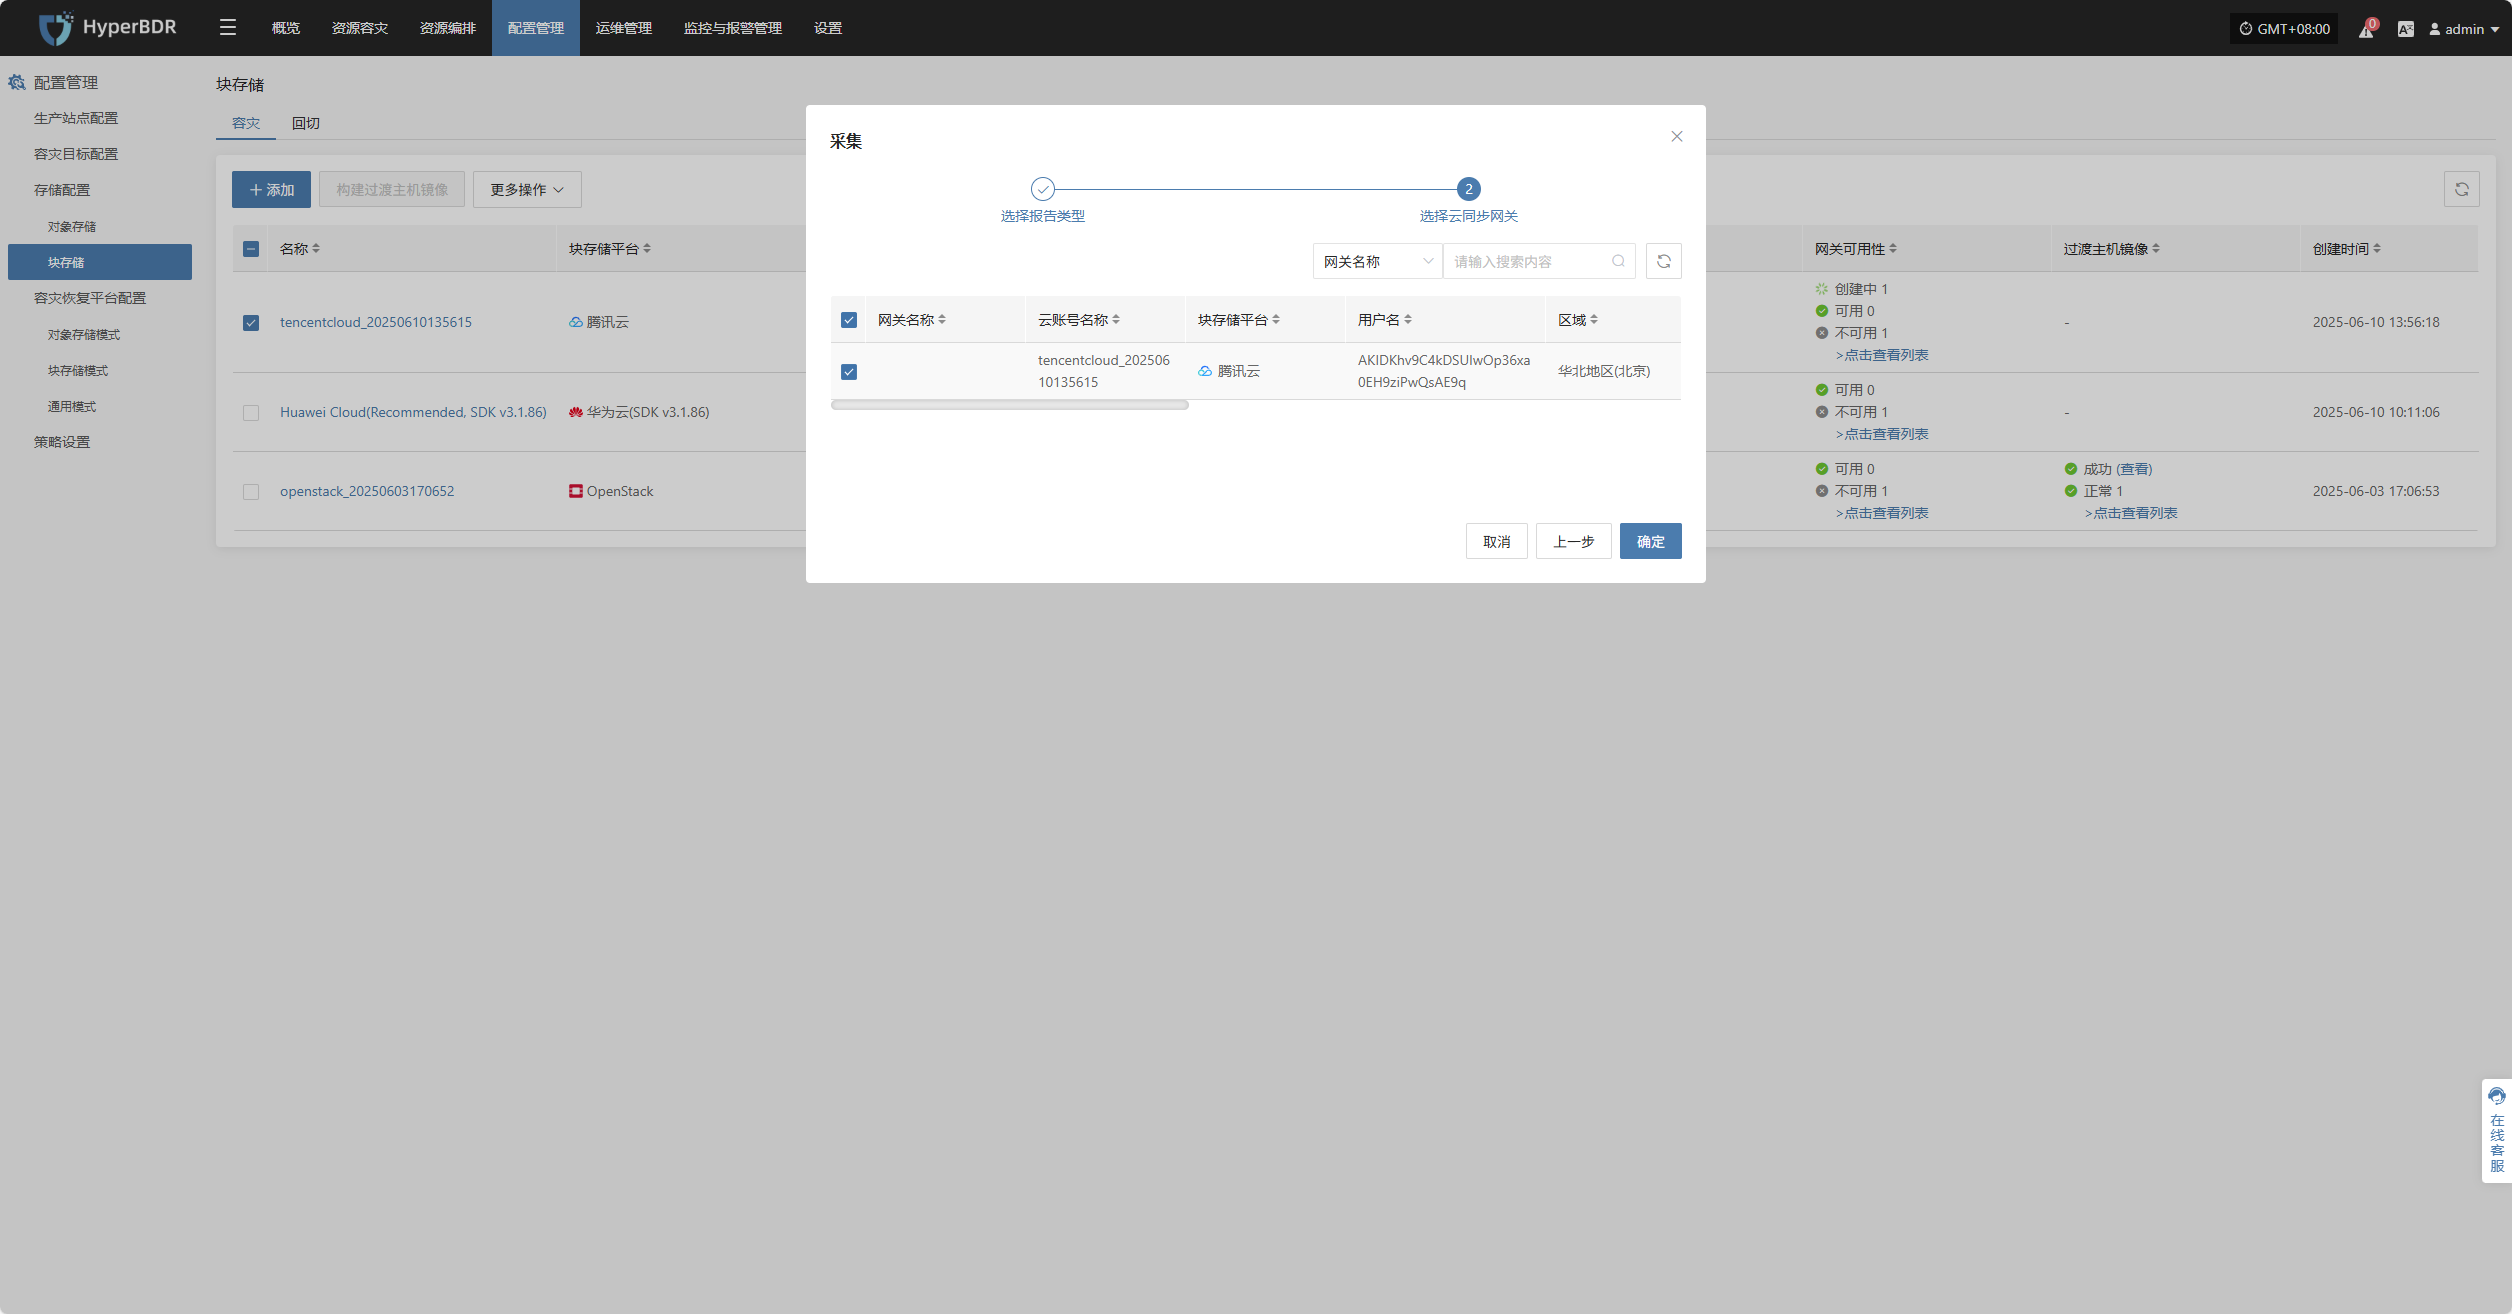 HyperBDR
概览 资源容灾 资源编排 配置管理 运维管理 监控与报警管理 设置
GMT+08:00 0 admin
配置管理
生产站点配置
容灾目标配置
存储配置
对象存储
块存储
容灾恢复平台配置
对象存储模式
块存储模式
通用模式
策略设置
块存储
容灾 回切
添加 构建过渡主机镜像 更多操作
名称 块存储平台 网关可用性 过渡主机镜像 创建时间
tencentcloud_20250610135615 腾讯云
创建中 1
可用 0
不可用 1
>点击查看列表
-
2025-06-10 13:56:18
Huawei Cloud(Recommended, SDK v3.1.86) 华为云(SDK v3.1.86)
可用 0
不可用 1
>点击查看列表
-
2025-06-10 10:11:06
openstack_20250603170652 OpenStack
可用 0
不可用 1
>点击查看列表
成功 (查看)
正常 1
>点击查看列表
2025-06-03 17:06:53
采集
2
选择报告类型 选择云同步网关
网关名称 请输入搜索内容
网关名称 云账号名称 块存储平台 用户名 区域
tencentcloud_202506
10135615
腾讯云
AKIDKhv9C4kDSUlwOp36xa
0EH9ziPwQsAE9q
华北地区(北京)
取消 上一步 确定
在
线
客
服